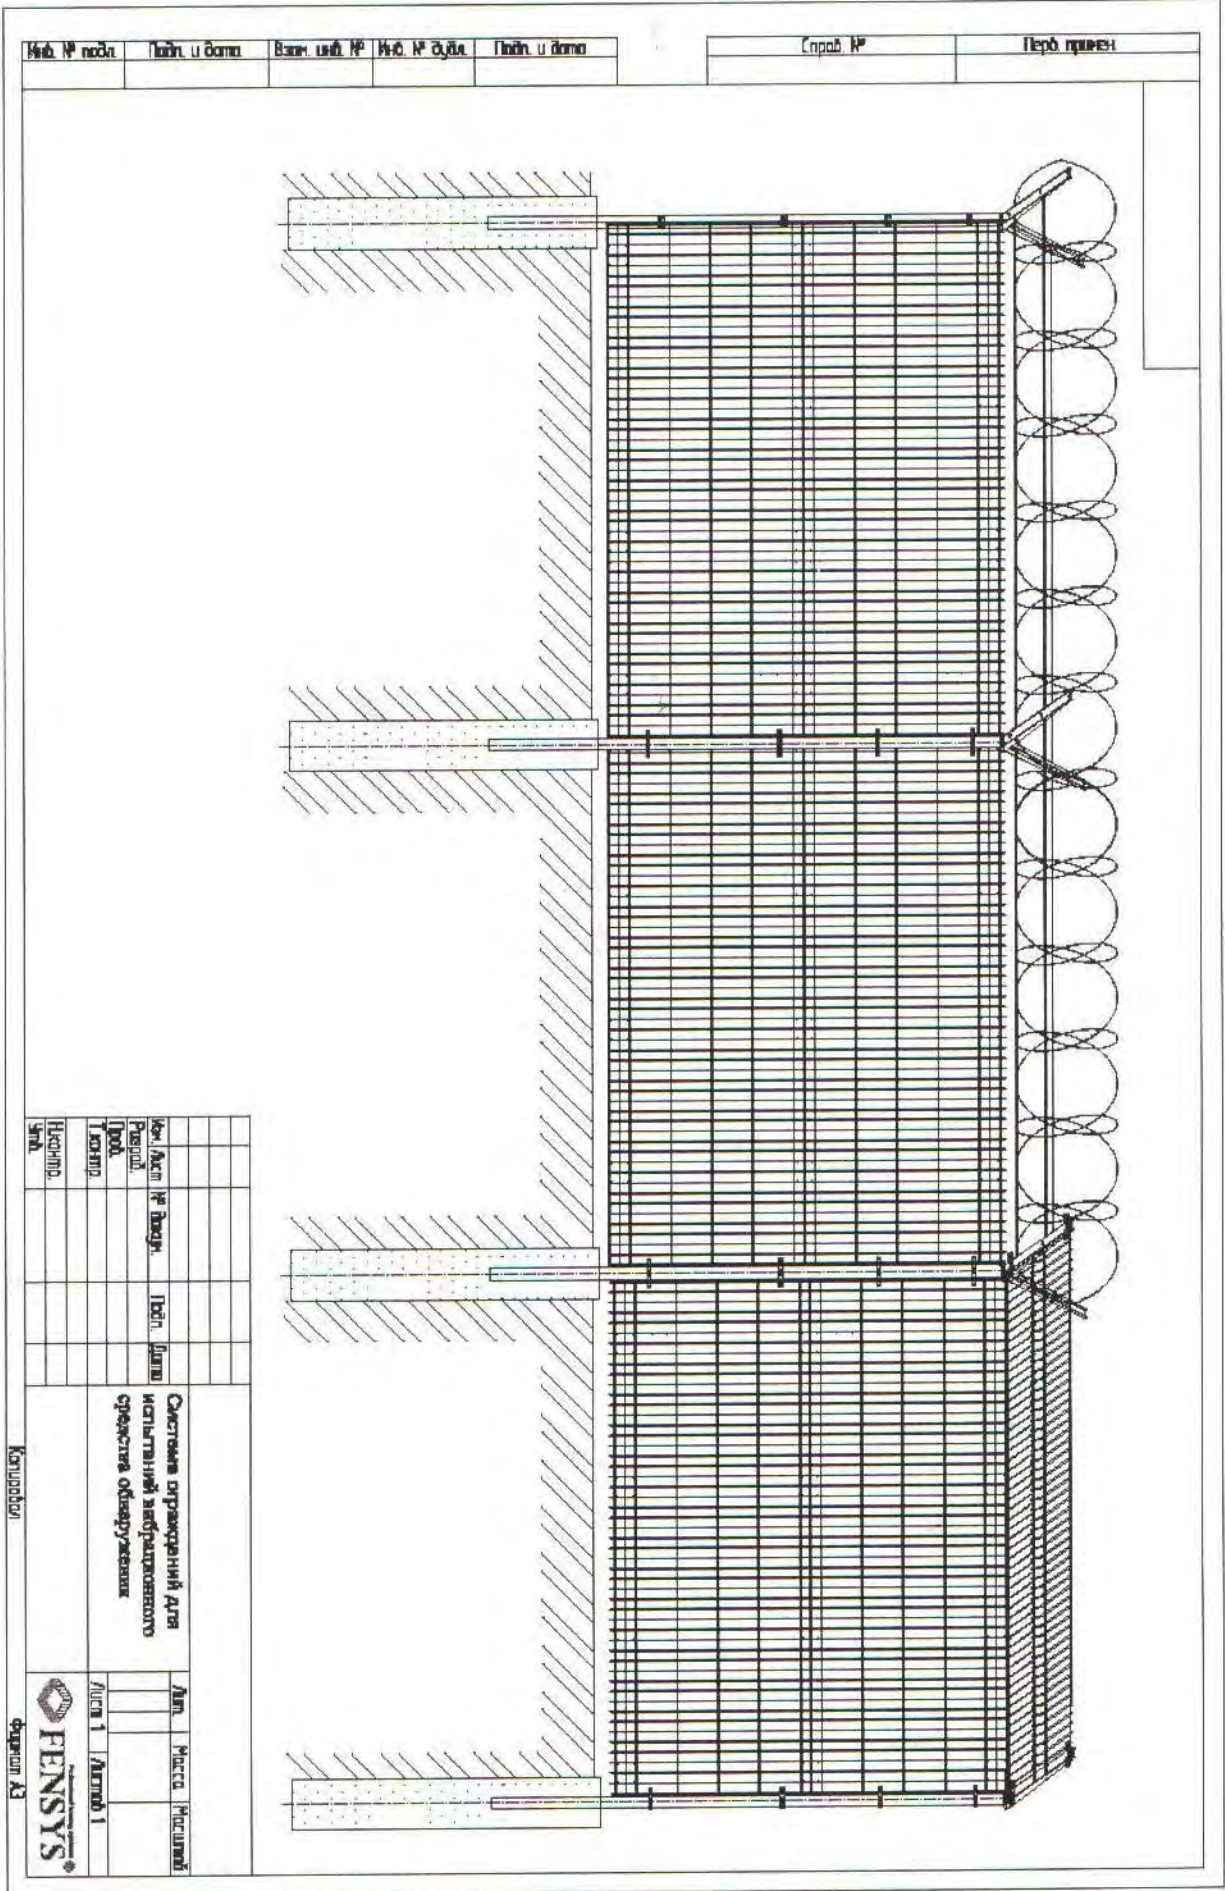 Перв. примен.
Справ. №
Подп. и дата
Инв. № дубл.
Взам. инв. №
Подп. и дата
Инв. № подл.
Изм. Лист № докум. Подп. Дата
Разраб.
Пров.
Т.контр.
Н.контр.
Утв.
Система ограждений для
испытаний вибрационного
средства обнаружения
Лит. Масса Масштаб
Лист 1 Листов 1
FENSYS®
Копировал
Формат А3